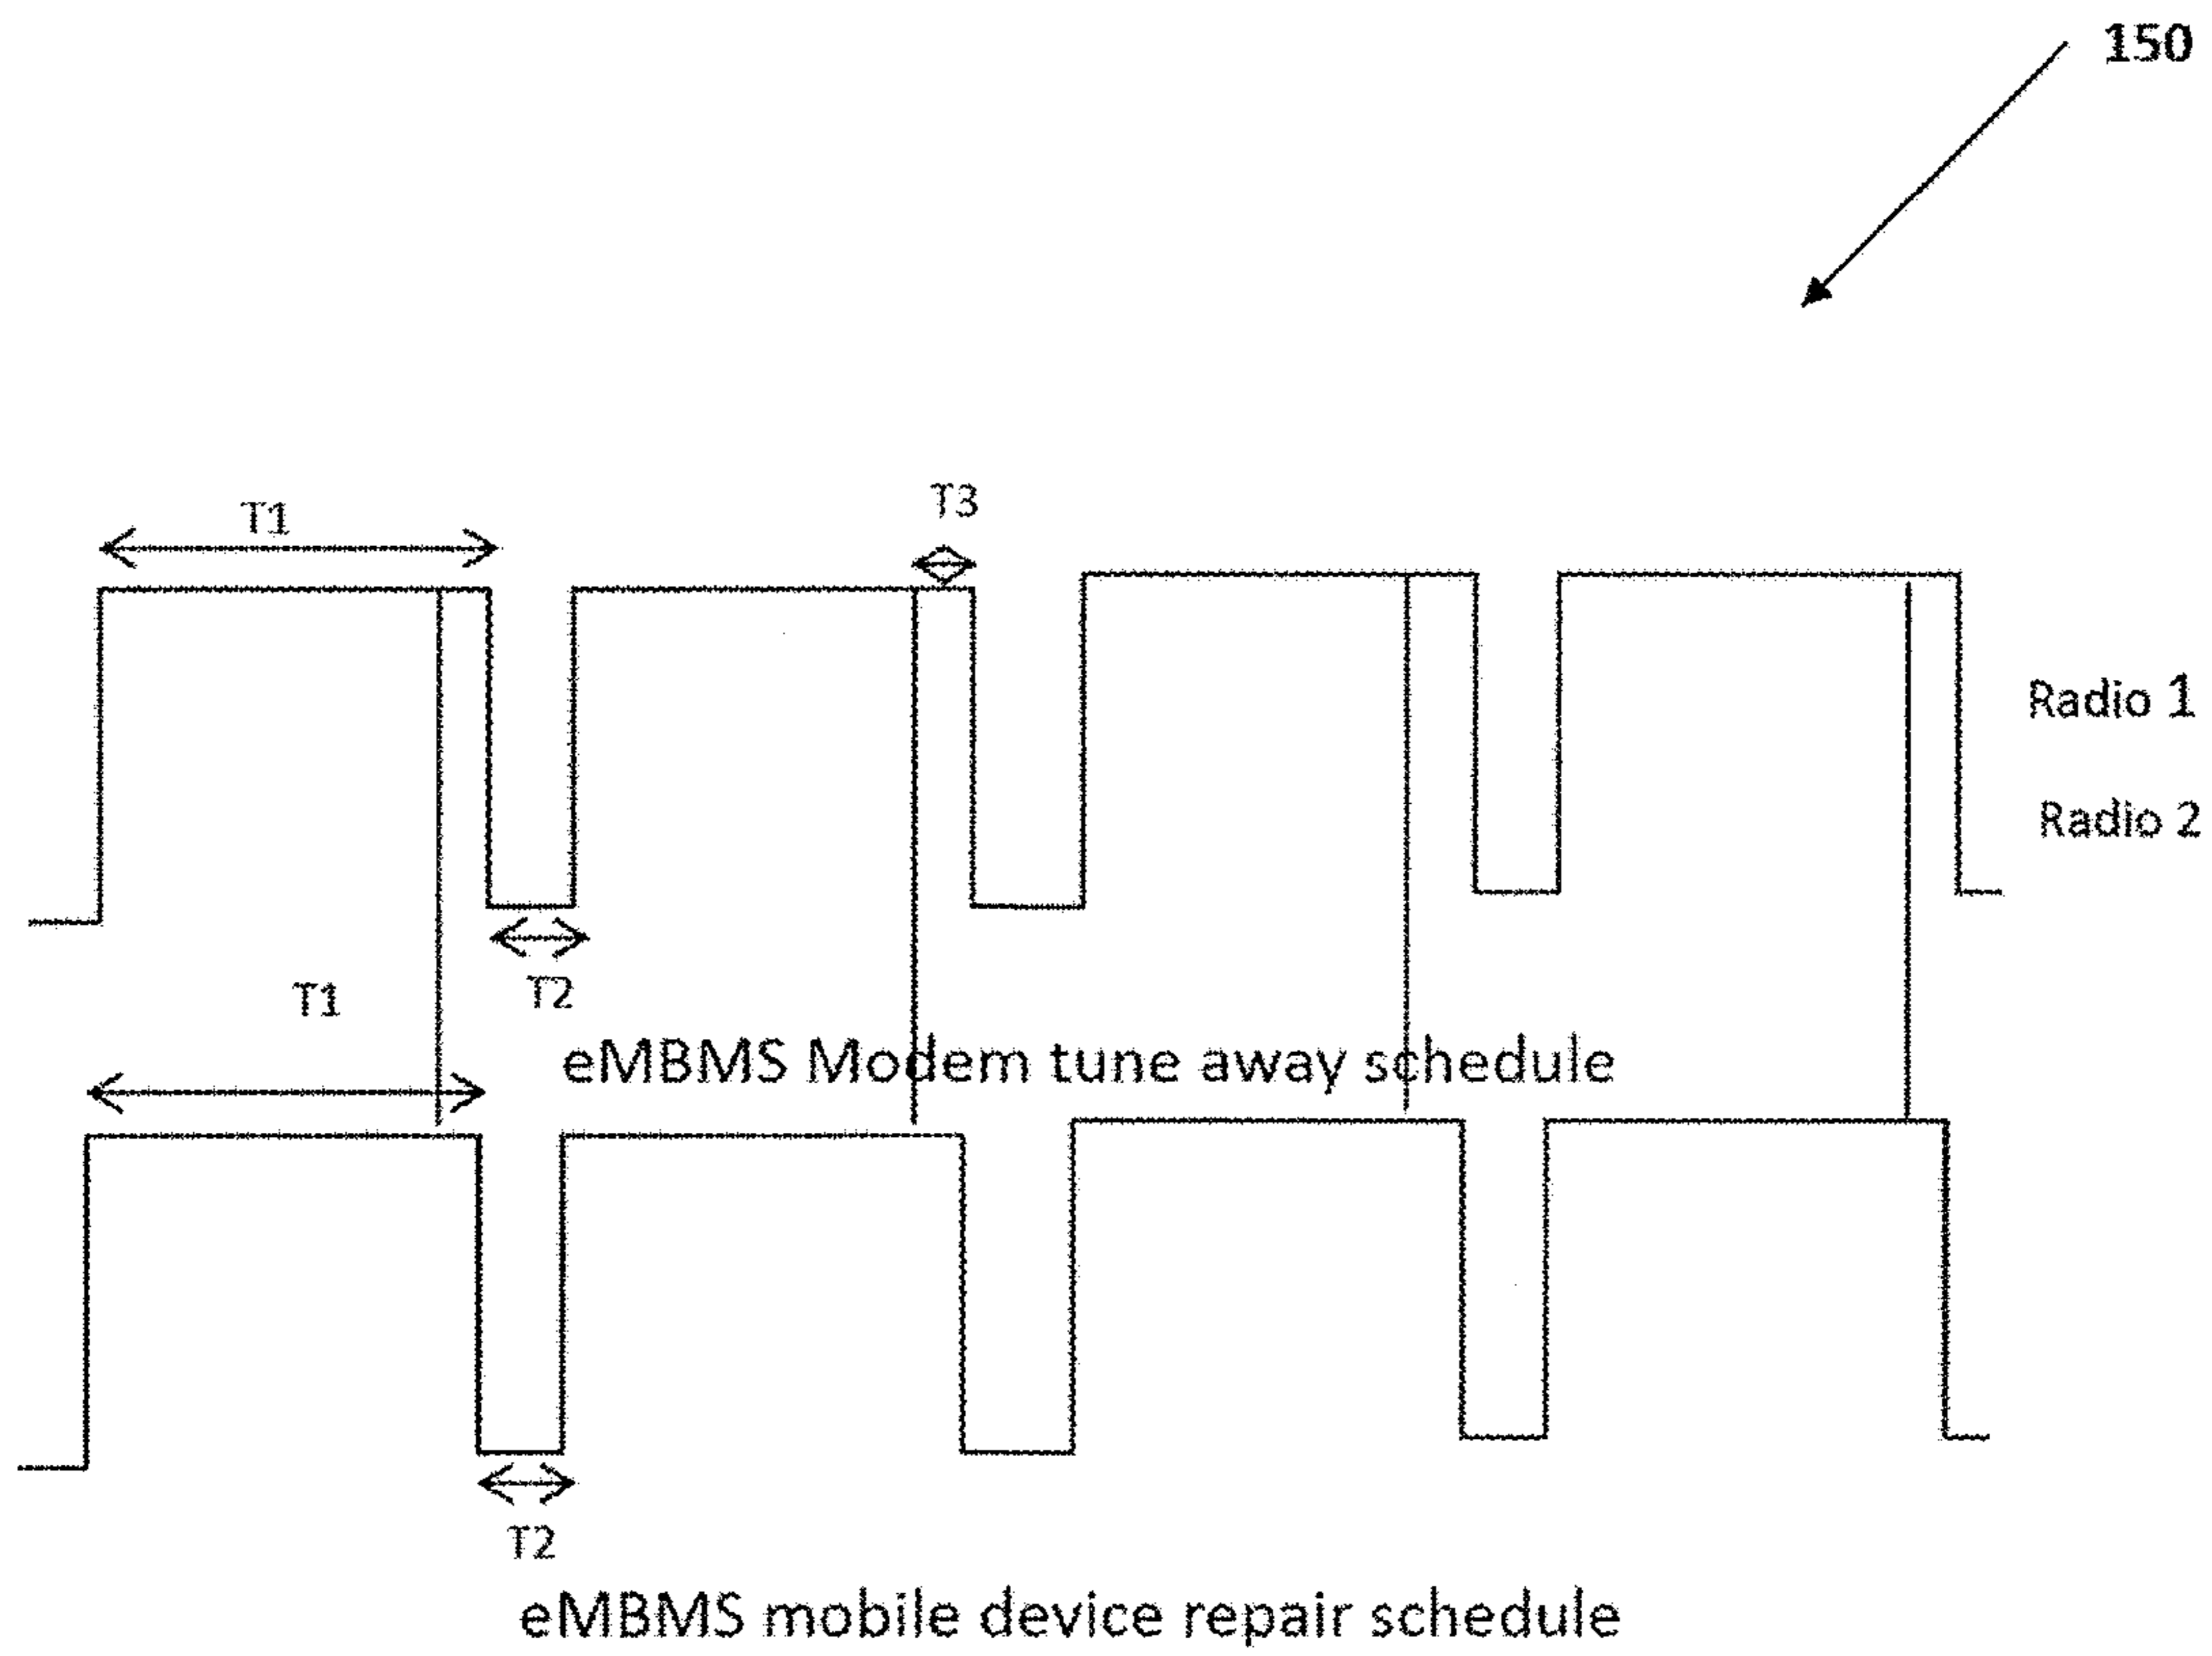 150
T1
T3
Radio 1
Radio 2
T2
T1
eMBMS Modem tune away schedule
T2
eMBMS mobile device repair schedule